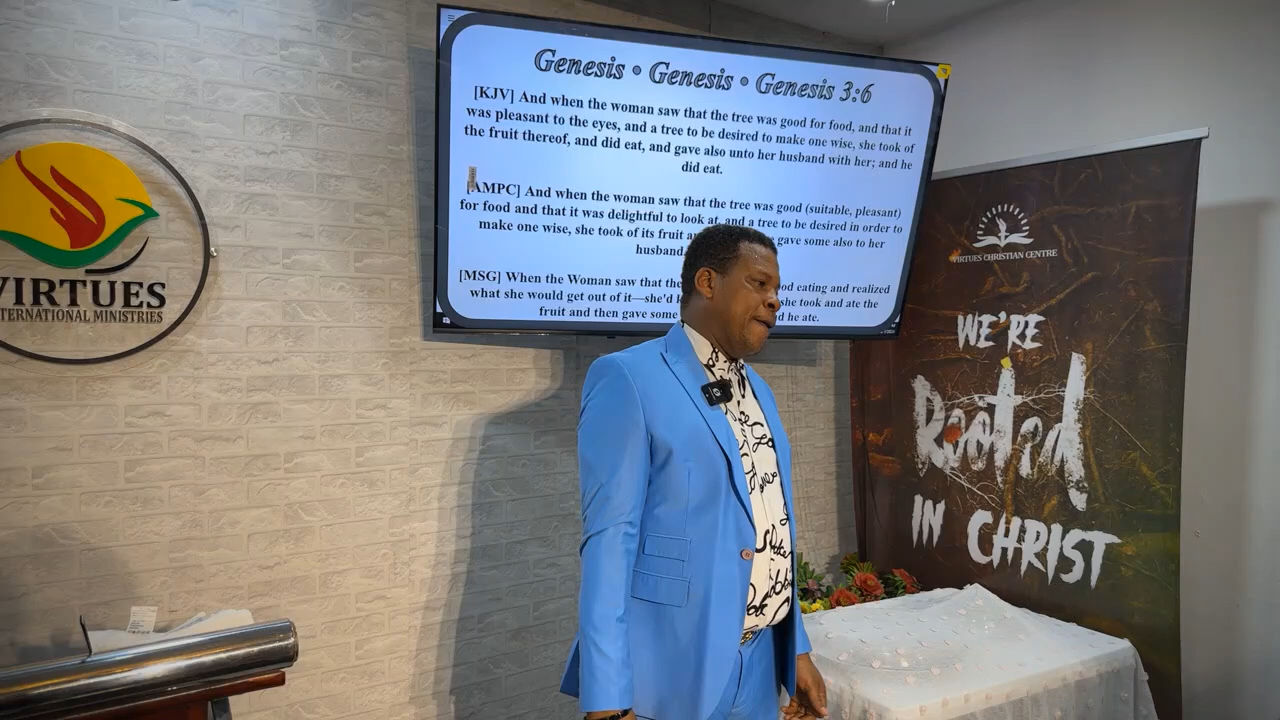 VIRTUES
INTERNATIONAL MINISTRIES
Genesis • Genesis • Genesis 3:6
[KJV] And when the woman saw that the tree was good for food, and that it
was pleasant to the eyes, and a tree to be desired to make one wise, she took of
the fruit thereof, and did eat, and gave also unto her husband with her; and he
did eat.
[AMPC] And when the woman saw that the tree was good (suitable, pleasant)
for food and that it was delightful to look at, and a tree to be desired in order to
make one wise, she took of its fruit gave some also to her
husband
[MSG] When the Woman saw that the eating and realized
what she would get out of it—she'd she took and ate the
fruit and then gave some he ate.
VIRTUES CHRISTIAN CENTRE
WE'RE
Rooted
IN CHRIST